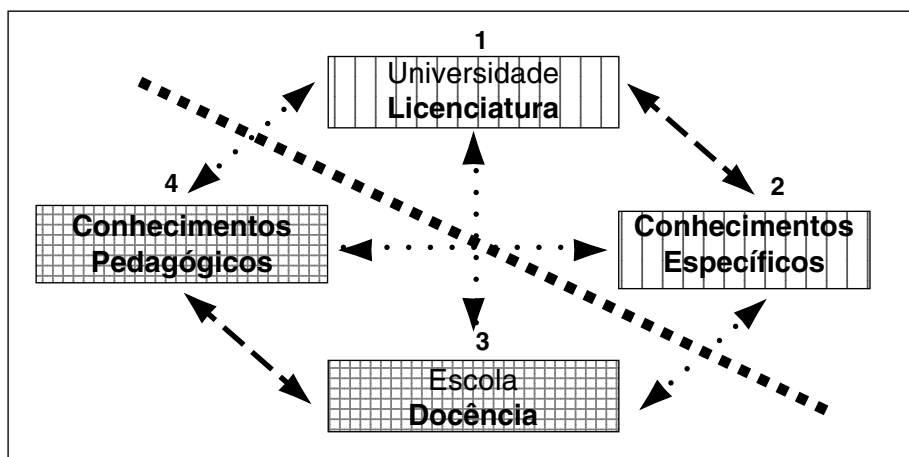 1
Universidade
Licenciatura
4
2
Conhecimentos
Pedagógicos
Conhecimentos
Específicos
3
Escola
Docência